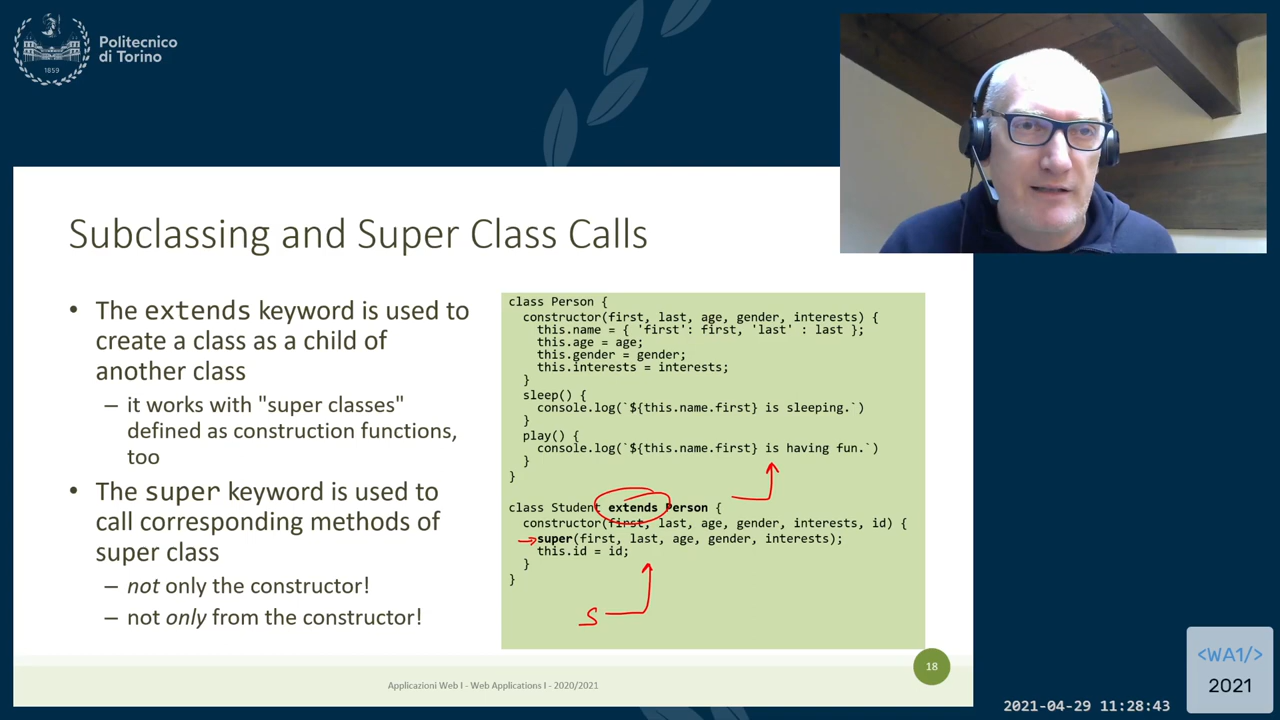 Politecnico
di Torino
1859
Subclassing and Super Class Calls
• The extends keyword is used to
create a class as a child of
another class
– it works with "super classes"
defined as construction functions,
too
• The super keyword is used to
call corresponding methods of
super class
– not only the constructor!
– not only from the constructor!
class Person {
constructor(first, last, age, gender, interests) {
this.name = { 'first': first, 'last' : last };
this.age = age;
this.gender = gender;
this.interests = interests;
}
sleep() {
console.log(`${this.name.first} is sleeping.`)
}
play() {
console.log(`${this.name.first} is having fun.`)
}
}
class Student extends Person {
constructor(first, last, age, gender, interests, id) {
super(first, last, age, gender, interests);
this.id = id;
}
}
S
18
Applicazioni Web I - Web Applications I - 2020/2021
<WA1/>
2021
2021-04-29 11:28:43